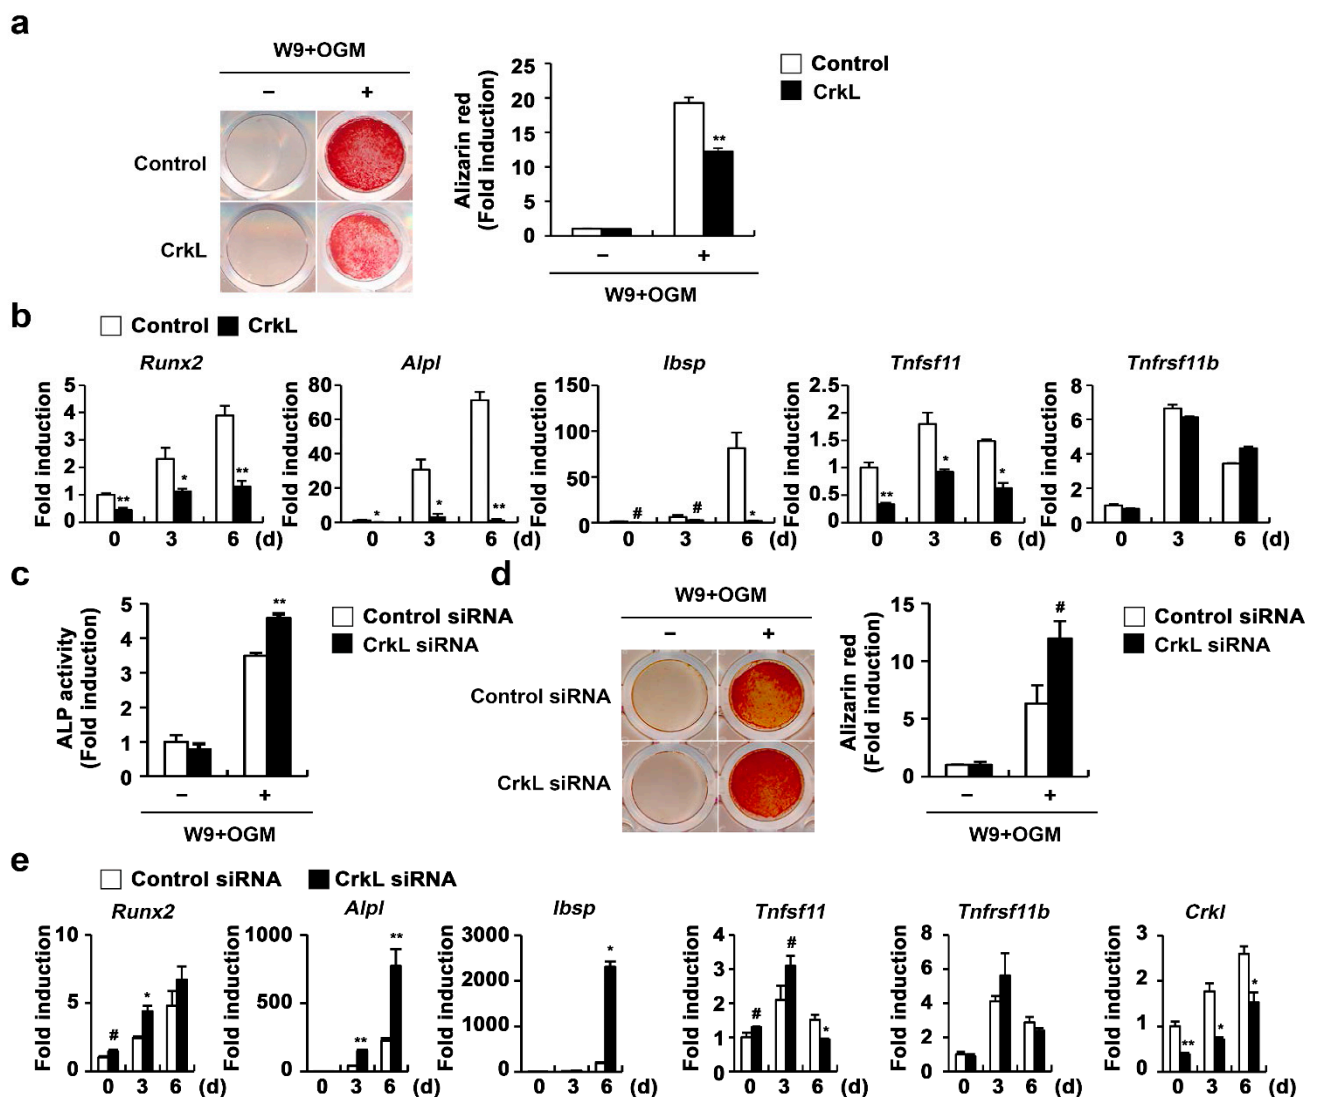 a
W9+OGM
− +
Control
CrkL
Alizarin red
(Fold induction)
25
20
15
10
5
0
− +
W9+OGM
Control
CrkL
b
Control CrkL
Runx2
Fold induction
5
4
3
2
1
0
** * **
0 3 6 (d)
Alpl
Fold induction
80
60
40
20
0
* * **
0 3 6 (d)
Ibsp
Fold induction
150
100
50
0
# # *
0 3 6 (d)
Tnfsf11
Fold induction
2.5
2
1.5
1
0.5
0
** * *
0 3 6 (d)
Tnfrsf11b
Fold induction
8
6
4
2
0
0 3 6 (d)
**
c
ALP activity
(Fold induction)
5
4
3
2
1
0
**
− +
W9+OGM
Control siRNA
CrkL siRNA
d
W9+OGM
− +
Control siRNA
CrkL siRNA
Alizarin red
(Fold induction)
15
10
5
0
#
− +
W9+OGM
Control siRNA
CrkL siRNA
e
Control siRNA CrkL siRNA
Runx2
Fold induction
10
5
0
# *
0 3 6 (d)
Alpl
Fold induction
1000
500
0
** **
0 3 6 (d)
Ibsp
Fold induction
3000
2000
1000
0
*
0 3 6 (d)
Tnfsf11
Fold induction
4
3
2
1
0
# # *
0 3 6 (d)
Tnfrsf11b
Fold induction
8
6
4
2
0
0 3 6 (d)
Crkl
Fold induction
3
2
1
0
** * *
0 3 6 (d)